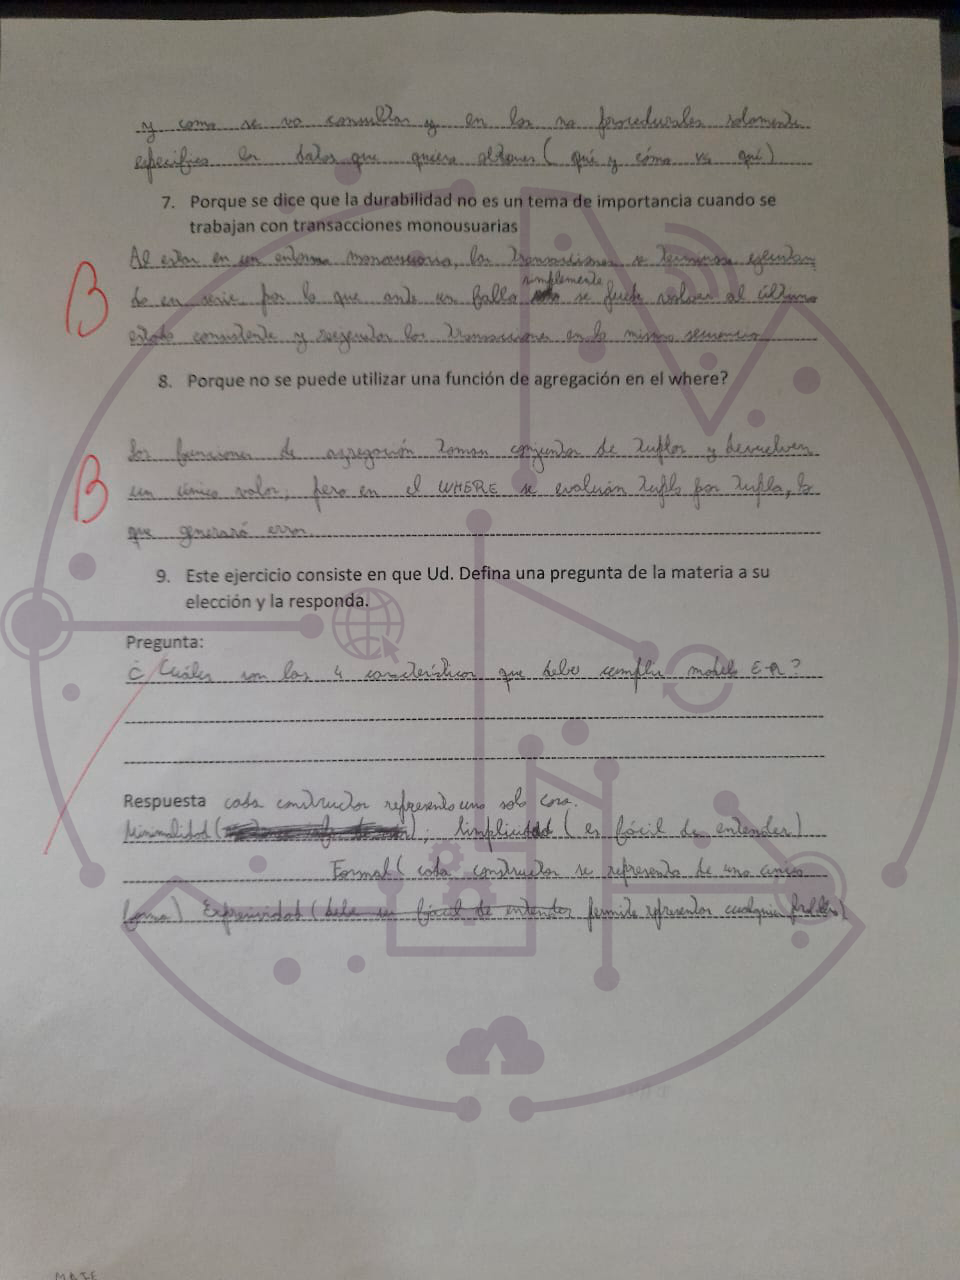 y como se va consultar y en los no procedurales solamente
especifica los datos que quiera obtener ( qué y cómo vs qué)
7. Porque se dice que la durabilidad no es un tema de importancia cuando se
trabajan con transacciones monousuarias
Al estar en un entorno monousuario, las transacciones se terminan ejecutan
B
do en serie por lo que ante un falla simplemente se puede volver al último
estado consistente y reejecutar las transacciones en la misma secuencia
8. Porque no se puede utilizar una función de agregación en el where?
las funciones de agregación toman conjuntos de tuplas y devuelven
B
un único valor, pero en el WHERE se evalúan tupla por tupla, lo
que generará error
9. Este ejercicio consiste en que Ud. Defina una pregunta de la materia a su
elección y la responda.
Pregunta:
¿ Cuáles son las 4 características que debe cumplir modelo E-R?
Respuesta cada constructor representa una sola cosa.
Minimalidad ( ), Simplicidad ( es fácil de entender)
Formal ( cada constructor se representa de una única
forma) Expresividad ( debe ser fácil de entender permite representar cualquier problema)
MATE